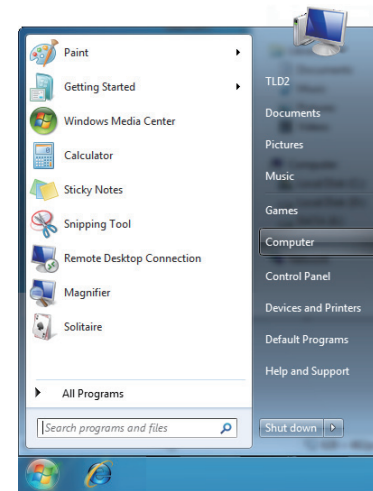 Paint
Getting Started
Windows Media Center
Calculator
Sticky Notes
Snipping Tool
Remote Desktop Connection
Magnifier
Solitaire
All Programs
Search programs and files
TLD2
Documents
Pictures
Music
Games
Computer
Control Panel
Devices and Printers
Default Programs
Help and Support
Shut down